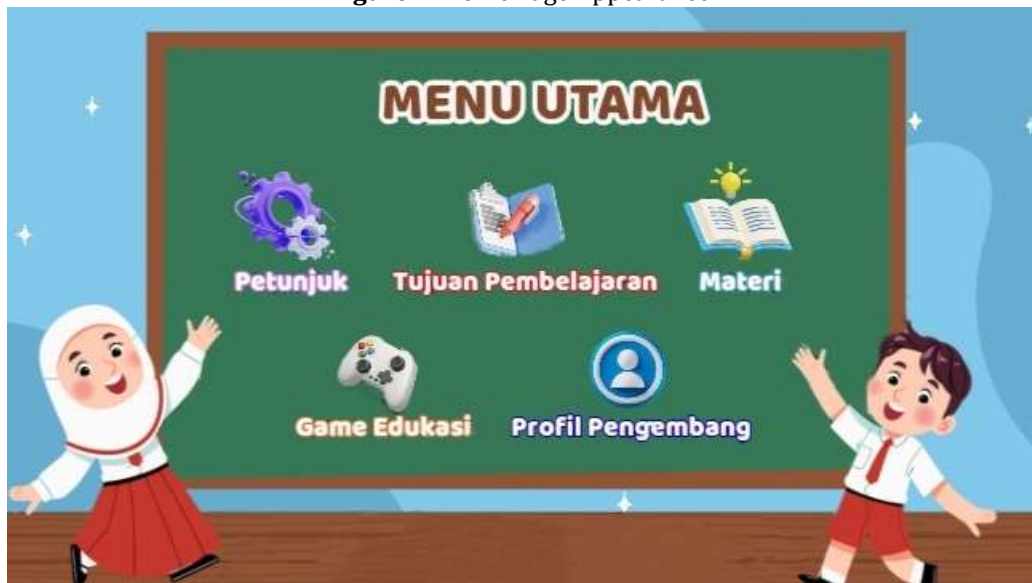 MENU UTAMA
Petunjuk
Tujuan Pembelajaran
Materi
Game Edukasi
Profil Pengembang